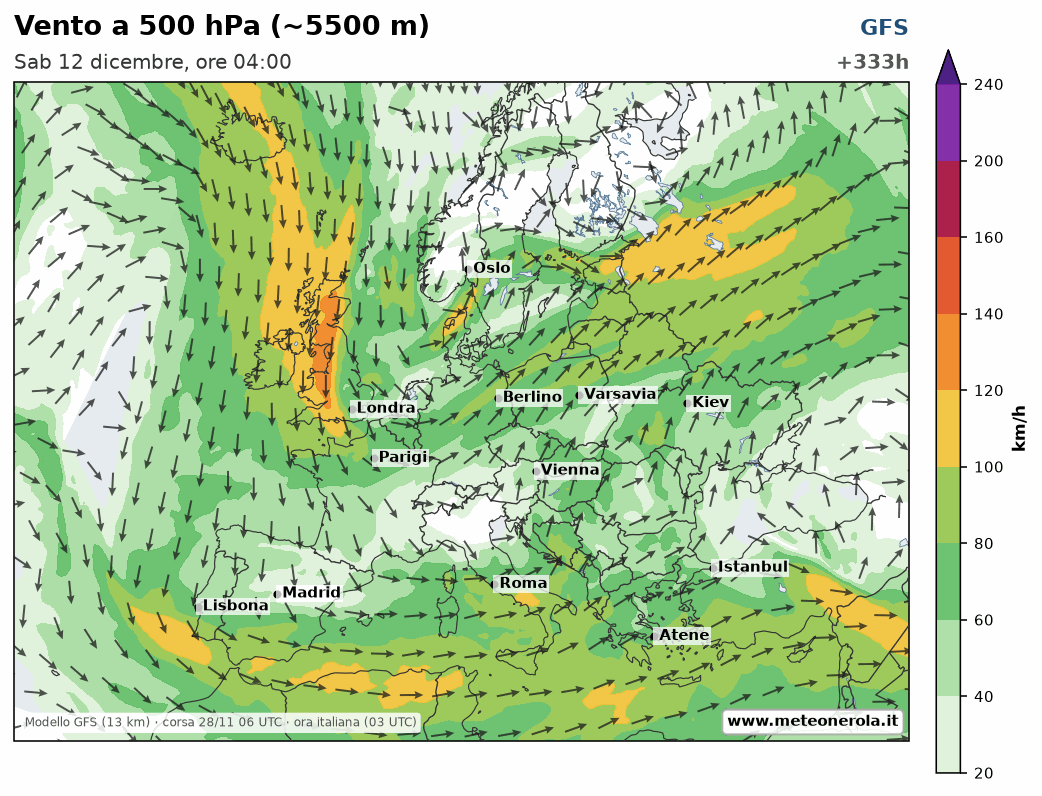 Vento a 500 hPa (~5500 m)
GFS
Sab 12 dicembre, ore 04:00
+333h
240
200
160
140
120
100
80
60
40
20
km/h
Oslo
Londra
Berlino
Varsavia
Kiev
Parigi
Vienna
Istanbul
Roma
Madrid
Lisbona
Atene
Modello GFS (13 km) · corsa 28/11 06 UTC · ora italiana (03 UTC)
www.meteonerola.it